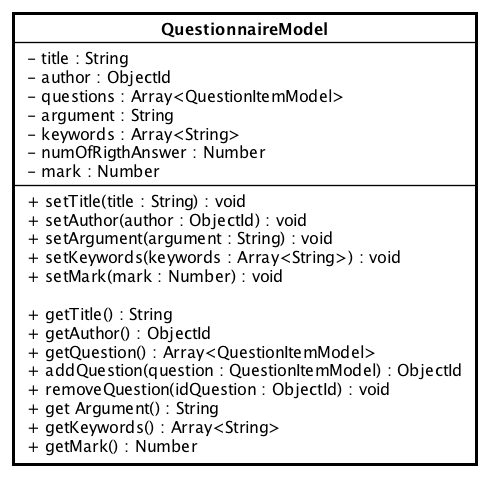 QuestionnaireModel
- title : String
- author : ObjectId
- questions : Array<QuestionItemModel>
- argument : String
- keywords : Array<String>
- numOfRigthAnswer : Number
- mark : Number
+ setTitle(title : String) : void
+ setAuthor(author : ObjectId) : void
+ setArgument(argument : String) : void
+ setKeywords(keywords : Array<String>) : void
+ setMark(mark : Number) : void
+ getTitle() : String
+ getAuthor() : ObjectId
+ getQuestion() : Array<QuestionItemModel>
+ addQuestion(question : QuestionItemModel) : ObjectId
+ removeQuestion(idQuestion : ObjectId) : void
+ get Argument() : String
+ getKeywords() : Array<String>
+ getMark() : Number